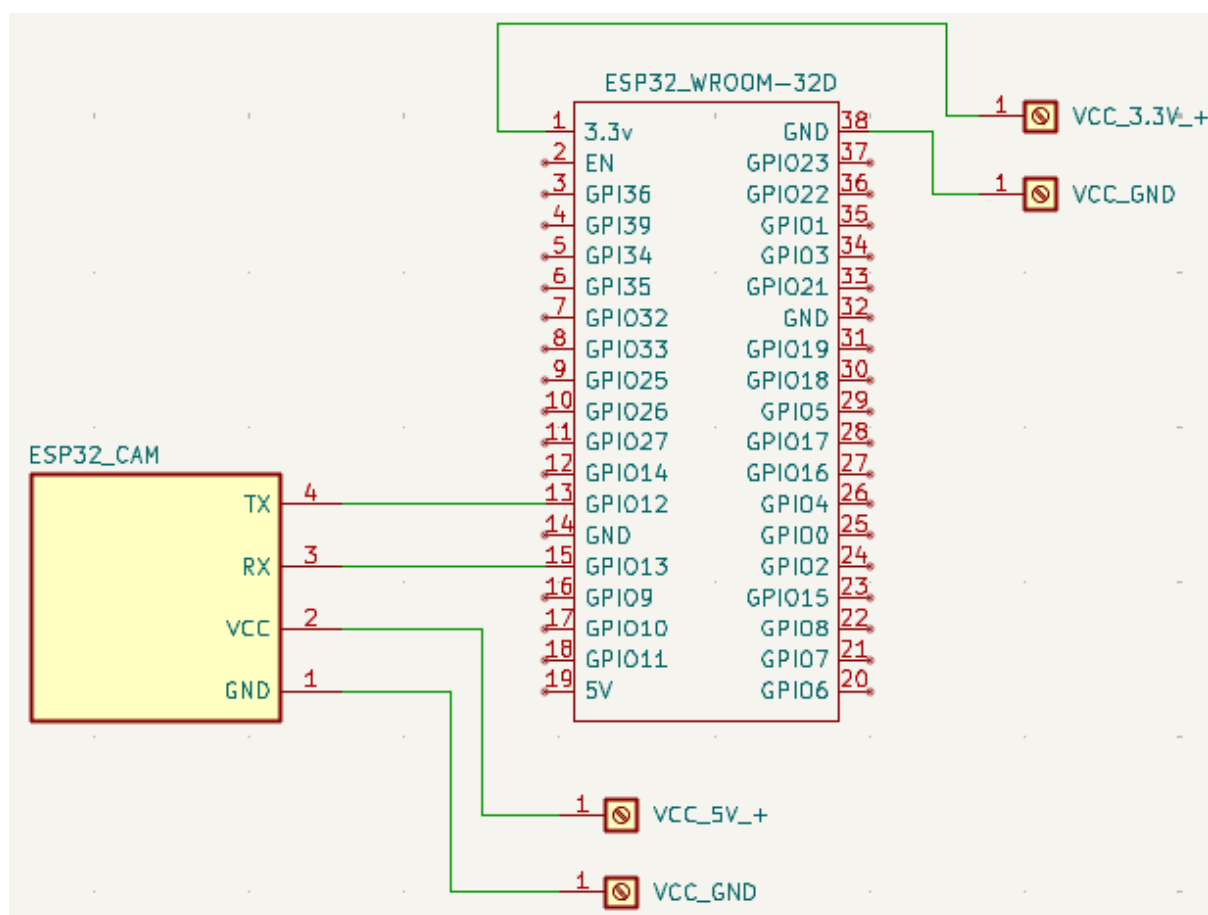 ESP32_WROOM-32D
1 VCC_3.3V_+
1 3.3v GND 38
2 EN GPIO23 37
1 VCC_GND
3 GPI36 GPIO22 36
4 GPI39 GPIO1 35
5 GPI34 GPIO3 34
6 GPI35 GPIO21 33
7 GPIO32 GND 32
8 GPIO33 GPIO19 31
9 GPIO25 GPIO18 30
10 GPIO26 GPIO5 29
11 GPIO27 GPIO17 28
ESP32_CAM
12 GPIO14 GPIO16 27
TX 4 13 GPIO12 GPIO4 26
14 GND GPIO0 25
RX 3 15 GPIO13 GPIO2 24
16 GPIO9 GPIO15 23
VCC 2 17 GPIO10 GPIO8 22
18 GPIO11 GPIO7 21
GND 1 19 5V GPIO6 20
1 VCC_5V_+
1 VCC_GND